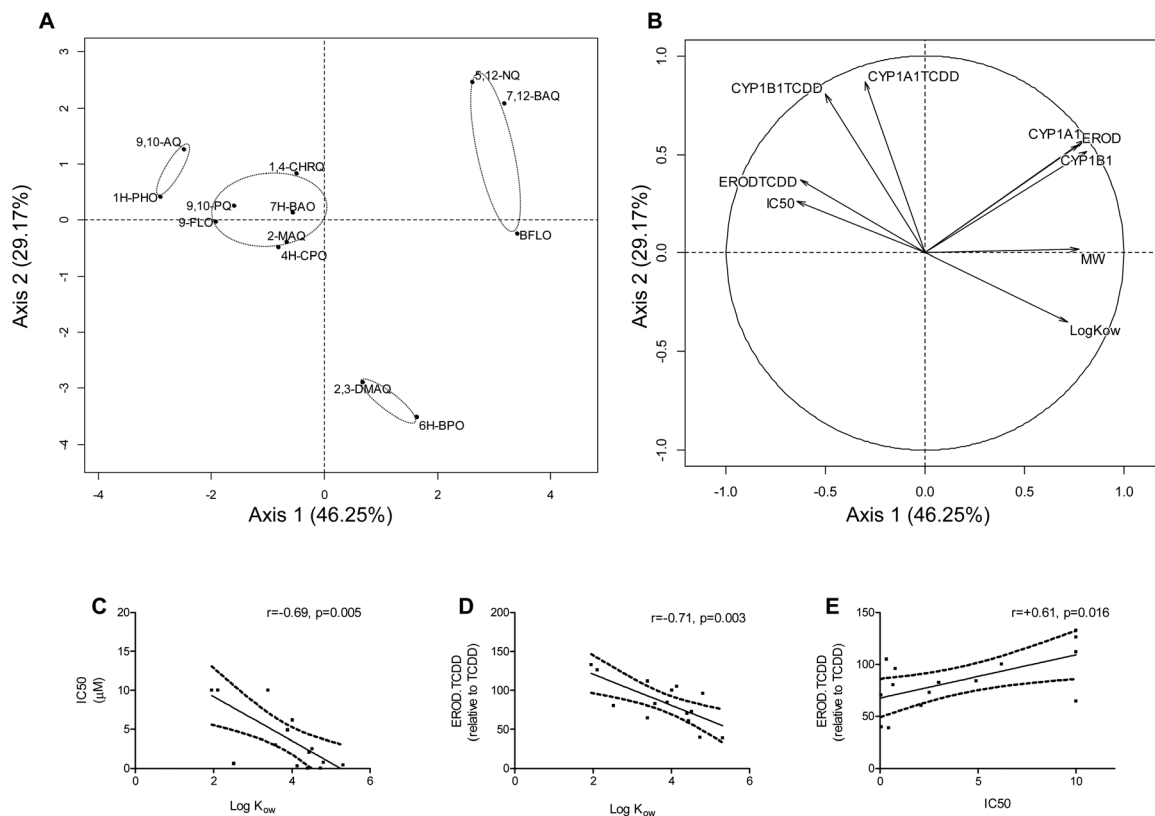 A
B
3
2
1
0
-1
-2
-3
-4
Axis 2 (29.17%)
5,12-NQ
7,12-BAQ
9,10-AQ
1,4-CHRQ
1H-PHO
9,10-PQ
7H-BAO
9-FLO
2-MAQ
4H-CPO
BFLO
2,3-DMAQ
6H-BPO
-4 -2 0 2 4
Axis 1 (46.25%)
1.0
0.5
0.0
-0.5
-1.0
Axis 2 (29.17%)
CYP1A1TCDD
CYP1B1TCDD
CYP1A1
EROD
CYP1B1
ERODTCDD
IC50
MW
LogKow
-1.0 -0.5 0.0 0.5 1.0
Axis 1 (46.25%)
C
r=-0.69, p=0.005
20
15
10
5
0
IC50
(µM)
0 2 4 6
Log Kow
D
r=-0.71, p=0.003
200
150
100
50
0
EROD.TCDD
(relative to TCDD)
0 2 4 6
Log Kow
E
r=+0.61, p=0.016
150
100
50
0
EROD.TCDD
(relative to TCDD)
0 5 10
IC50